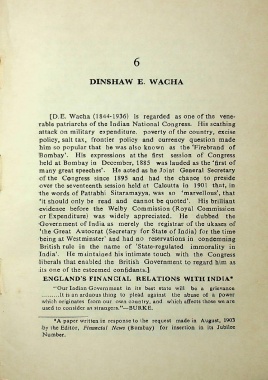 6
DINSHAW E. WACHA
[D.E. Wacha (1844-1936) is regarded as one of the vene-
rable patriarchs of the Indian National Congress. His scathing
attack on military expenditure. poverty of the country, excise
policy, salt tax, frontier policy and currency question made
him so popular that he was also known as the 'Firebrand of
Bombay'. His expressions at the first session of Congress
held at Bombay in December, 1885 was lauded as the 'first of
many great speeches'. He acted as the Joint General Secretary
of the Congress since 1895 and had the chance to preside
over the seventeenth session held at Calcutta in 1901 that, in
the words of Pattabhi Sitaramayya, was so 'marvellous', that
'it should only be read and cannot be quoted'. His brilliant
evidence before the Welby Commission (Royal Commission
or Expenditure) was widely appreciated. He dubbed the
Government of India as merely the registrar of the ukases of
'the Great Autocrat (Secretary for State of India) for the time
being at Westminister' and had no reservations in condemning
British rule in the name of 'State-regulated immorality in
India'. He maintained his intimate touch with the Congress
liberals that enabled the British Government to regard him as
its one of the esteemed confidants.]
ENGLAND'S FINANCIAL RELATIONS WITH INDIA*
"Our Indian Government in its best state will be a grievance
.........It is an arduous thing to plead against the abuse of a power
which originates from our own country, and which affects those we are
used to consider as strangers."—BURKE.
*A paper written in response to the request made in August, 1903
by the Editor, Financial News (Bombay) for insertion in its Jubilee
Number.